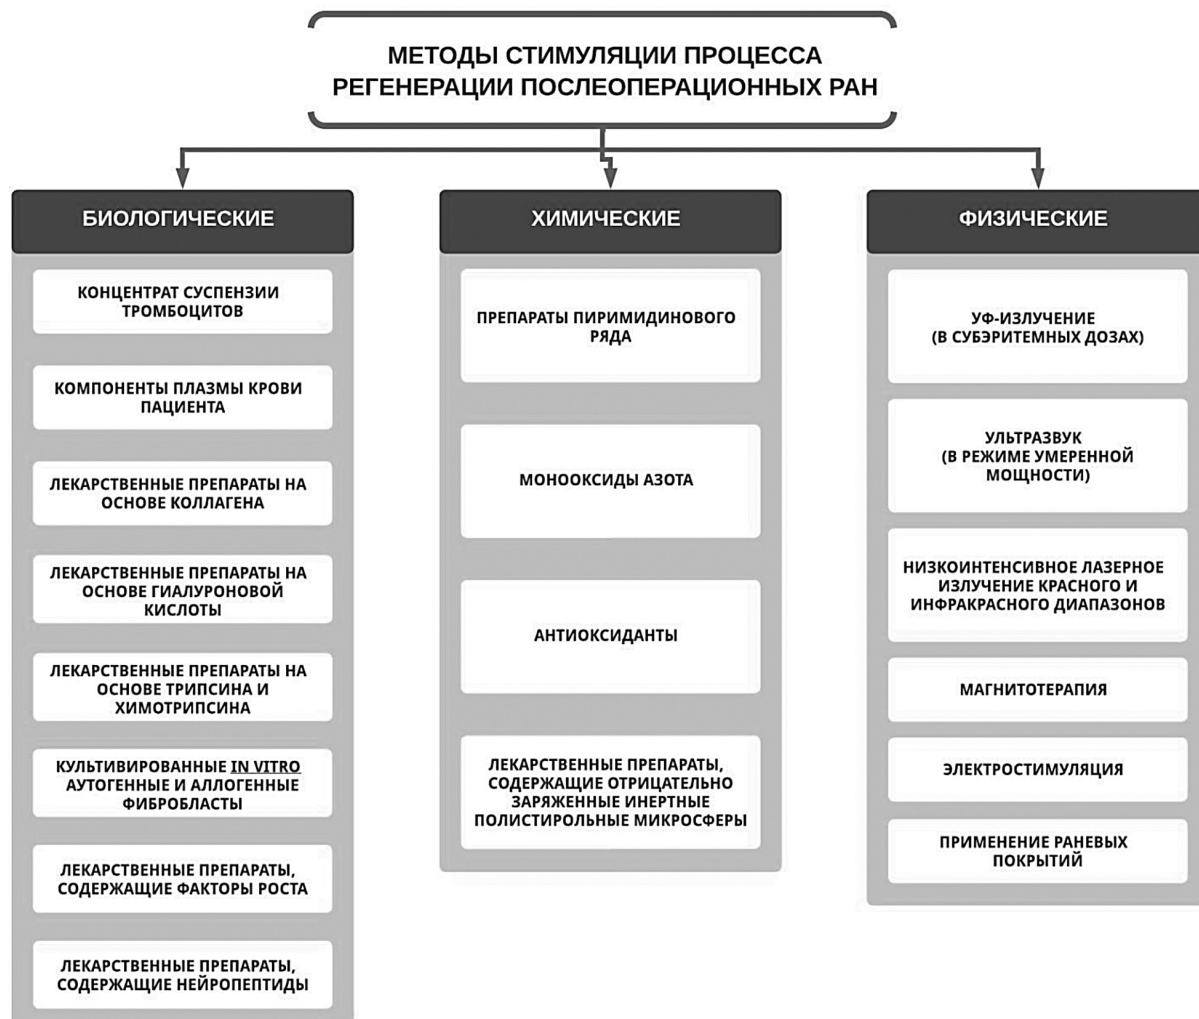 МЕТОДЫ СТИМУЛЯЦИИ ПРОЦЕССА
РЕГЕНЕРАЦИИ ПОСЛЕОПЕРАЦИОННЫХ РАН
БИОЛОГИЧЕСКИЕ
КОНЦЕНТРАТ СУСПЕНЗИИ
ТРОМБОЦИТОВ
КОМПОНЕНТЫ ПЛАЗМЫ КРОВИ
ПАЦИЕНТА
ЛЕКАРСТВЕННЫЕ ПРЕПАРАТЫ НА
ОСНОВЕ КОЛЛАГЕНА
ЛЕКАРСТВЕННЫЕ ПРЕПАРАТЫ НА
ОСНОВЕ ГИАЛУРОНОВОЙ
КИСЛОТЫ
ЛЕКАРСТВЕННЫЕ ПРЕПАРАТЫ НА
ОСНОВЕ ТРИПСИНА И
ХИМОТРИПСИНА
КУЛЬТИВИРОВАННЫЕ IN VITRO
АУТОГЕННЫЕ И АЛЛОГЕННЫЕ
ФИБРОБЛАСТЫ
ЛЕКАРСТВЕННЫЕ ПРЕПАРАТЫ,
СОДЕРЖАЩИЕ ФАКТОРЫ РОСТА
ЛЕКАРСТВЕННЫЕ ПРЕПАРАТЫ,
СОДЕРЖАЩИЕ НЕЙРОПЕПТИДЫ
ХИМИЧЕСКИЕ
ПРЕПАРАТЫ ПИРИМИДИНОВОГО
РЯДА
МОНООКСИДЫ АЗОТА
АНТИОКСИДАНТЫ
ЛЕКАРСТВЕННЫЕ ПРЕПАРАТЫ,
СОДЕРЖАЩИЕ ОТРИЦАТЕЛЬНО
ЗАРЯЖЕННЫЕ ИНЕРТНЫЕ
ПОЛИСТИРОЛЬНЫЕ МИКРОСФЕРЫ
ФИЗИЧЕСКИЕ
УФ-ИЗЛУЧЕНИЕ
(В СУБЭРИТЕМНЫХ ДОЗАХ)
УЛЬТРАЗВУК
(В РЕЖИМЕ УМЕРЕННОЙ
МОЩНОСТИ)
НИЗКОИНТЕНСИВНОЕ ЛАЗЕРНОЕ
ИЗЛУЧЕНИЕ КРАСНОГО И
ИНФРАКРАСНОГО ДИАПАЗОНОВ
МАГНИТОТЕРАПИЯ
ЭЛЕКТРОСТИМУЛЯЦИЯ
ПРИМЕНЕНИЕ РАНЕВЫХ
ПОКРЫТИЙ